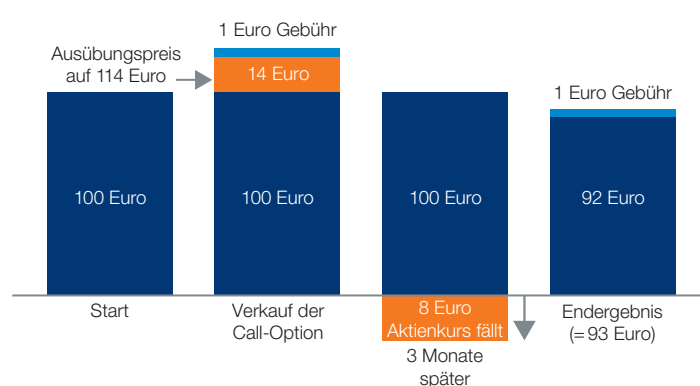 1 Euro Gebühr
Ausübungspreis
auf 114 Euro
14 Euro
1 Euro Gebühr
100 Euro
100 Euro
100 Euro
92 Euro
Start
Verkauf der
Call-Option
8 Euro
Aktienkurs fällt
3 Monate
später
Endergebnis
(= 93 Euro)